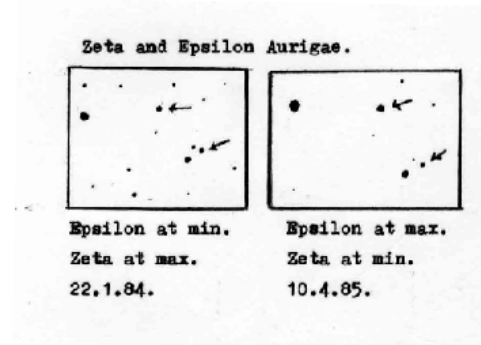 Zeta and Epsilon Aurigae.
Epsilon at min.
Zeta at max.
22.1.84.
Epsilon at max.
Zeta at min.
10.4.85.